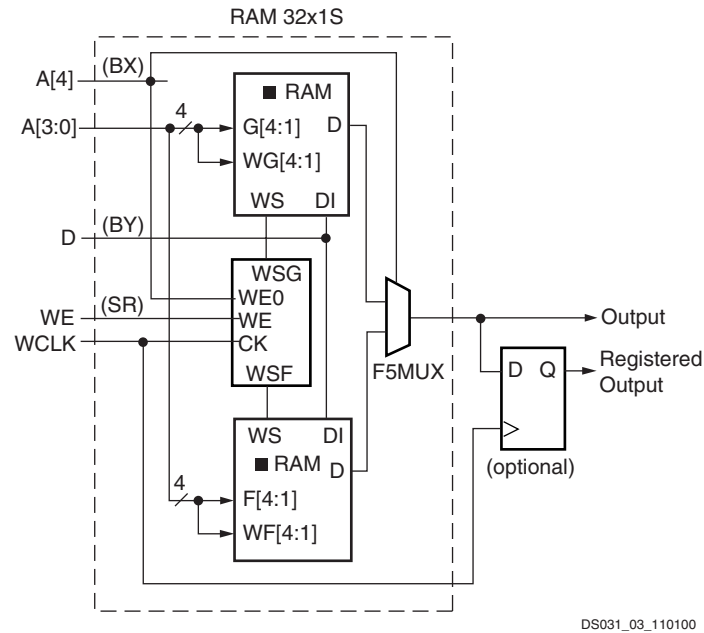 RAM 32x1S
A[4]
(BX)
RAM
A[3:0]
4
G[4:1]
D
WG[4:1]
WS
DI
D
(BY)
WSG
WE0
WE
(SR)
WE
WCLK
CK
WSF
F5MUX
Output
D
Q
Registered
Output
(optional)
WS
DI
RAM
D
4
F[4:1]
WF[4:1]
DS031_03_110100